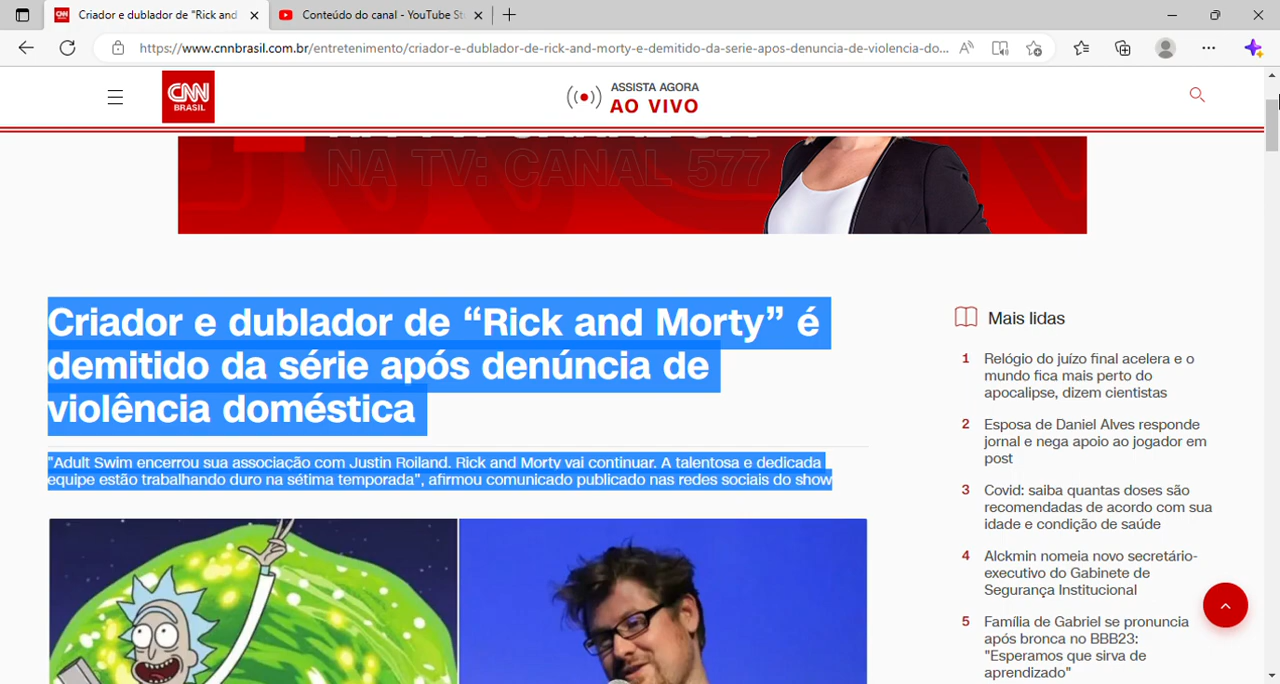 Criador e dublador de "Rick and
Conteúdo do canal - YouTube St
https://www.cnnbrasil.com.br/entretenimento/criador-e-dublador-de-rick-and-morty-e-demitido-da-serie-apos-denuncia-de-violencia-do...
CNN
BRASIL
ASSISTA AGORA
AO VIVO
NA TV: CANAL 577
Criador e dublador de “Rick and Morty” é
demitido da série após denúncia de
violência doméstica
"Adult Swim encerrou sua associação com Justin Roiland. Rick and Morty vai continuar. A talentosa e dedicada
equipe estão trabalhando duro na sétima temporada”, afirmou comunicado publicado nas redes sociais do show
Mais lidas
1 Relógio do juízo final acelera e o
mundo fica mais perto do
apocalipse, dizem cientistas
2 Esposa de Daniel Alves responde
jornal e nega apoio ao jogador em
post
3 Covid: saiba quantas doses são
recomendadas de acordo com sua
idade e condição de saúde
4 Alckmin nomeia novo secretário-
executivo do Gabinete de
Segurança Institucional
5 Família de Gabriel se pronuncia
após bronca no BBB23:
"Esperamos que sirva de
aprendizado"